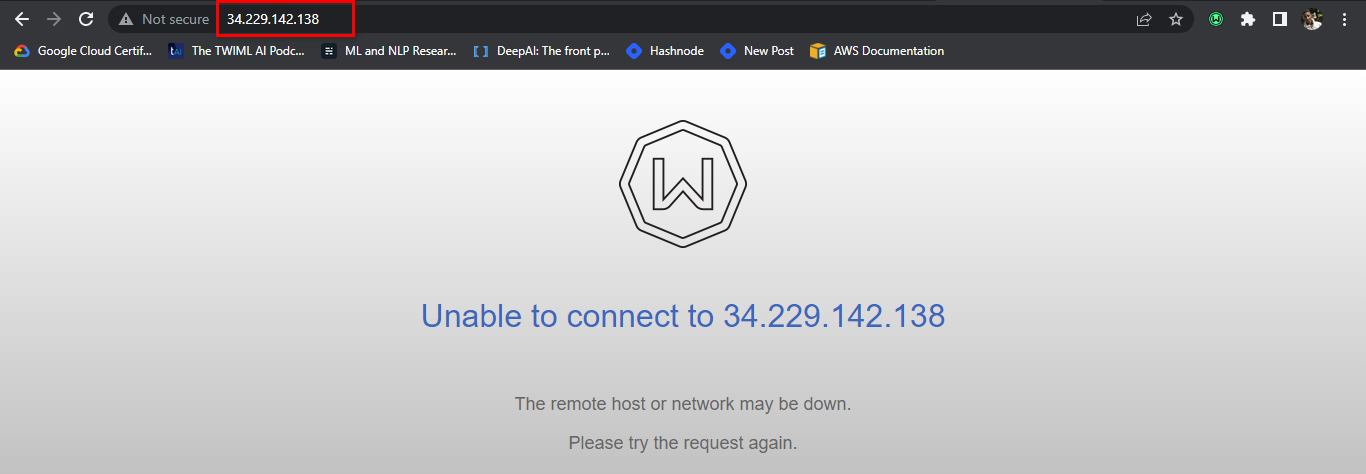 Not secure 34.229.142.138
Google Cloud Certif... The TWIML AI Podc... ML and NLP Resear... DeepAI: The front p... Hashnode New Post AWS Documentation
W
Unable to connect to 34.229.142.138
The remote host or network may be down.
Please try the request again.